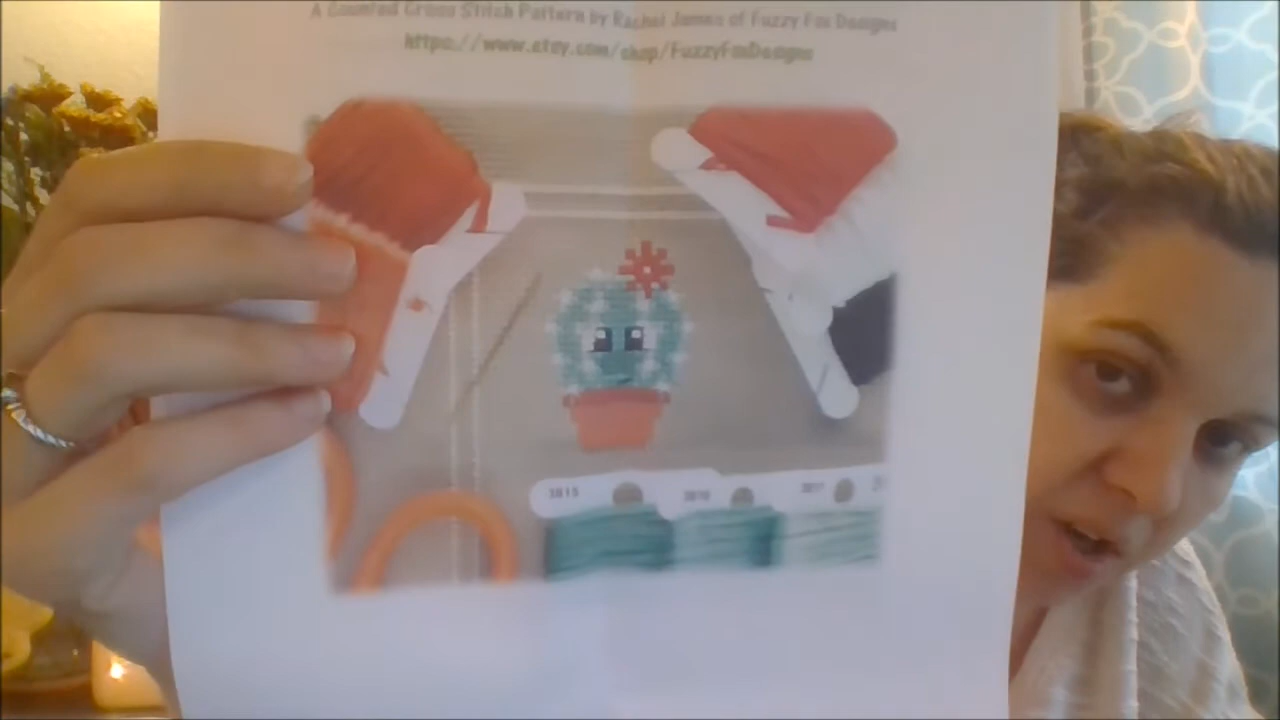 A Counted Cross Stitch Pattern by Rachel James of Fuzzy Fox Designs
https://www.etsy.com/shop/FuzzyFoxDesigns
3815
3816
3817